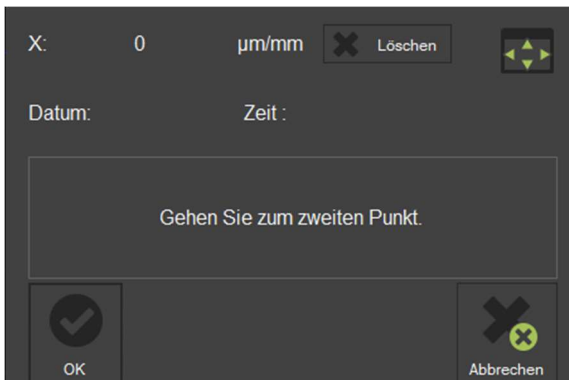 X: 0 µm/mm Löschen
Datum: Zeit :
Gehen Sie zum zweiten Punkt.
OK Abbrechen